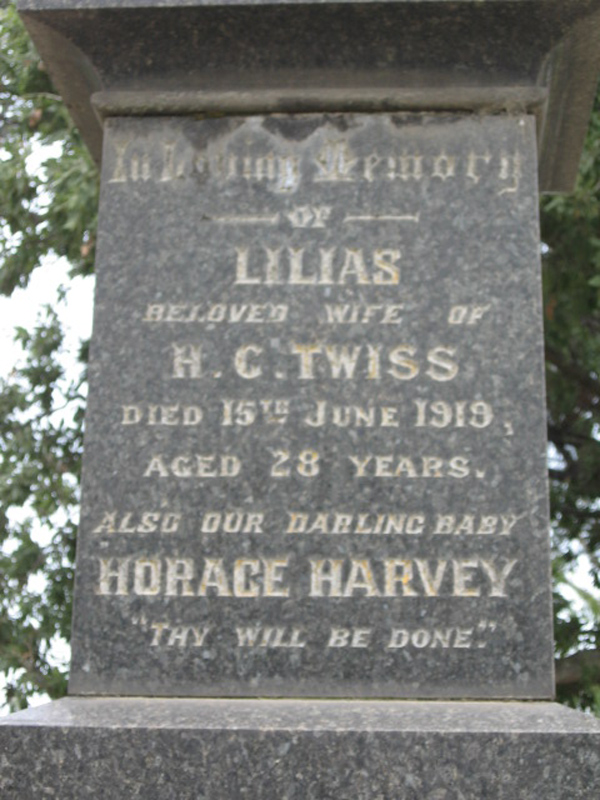 In Loving Memory
OF
LILIAS
BELOVED WIFE OF
H. C. TWISS
DIED 15TH JUNE 1919,
AGED 28 YEARS.
ALSO OUR DARLING BABY
HORACE HARVEY
"THY WILL BE DONE."